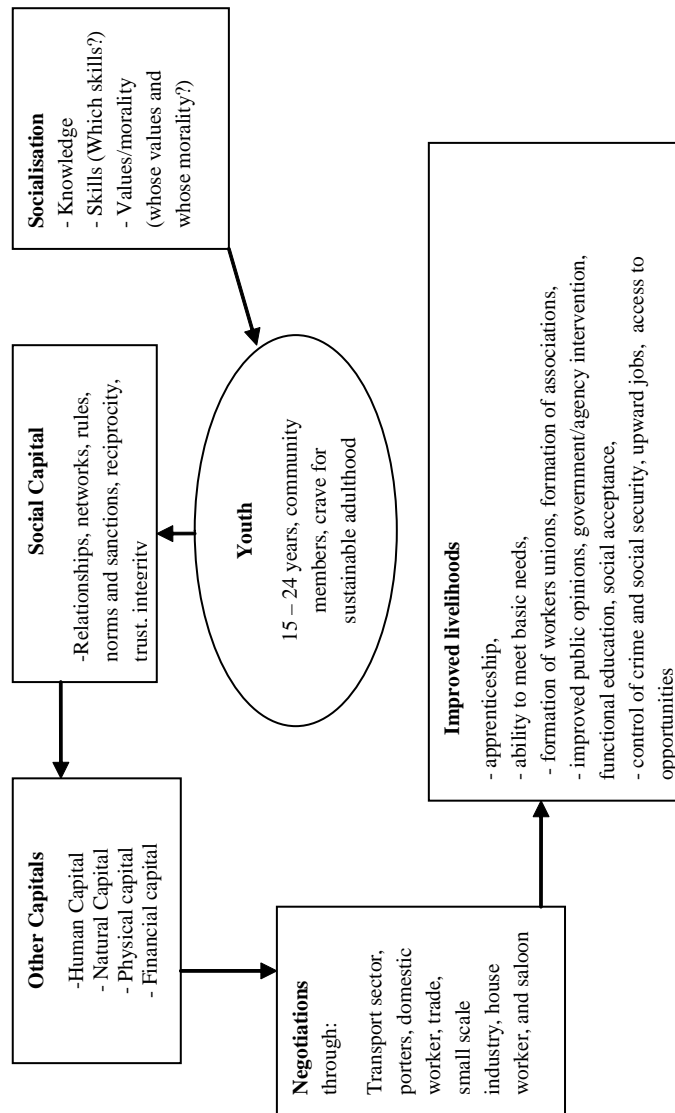 Socialisation
- Knowledge
- Skills (Which skills?)
- Values/morality
(whose values and
whose morality?)
Social Capital
-Relationships, networks, rules,
norms and sanctions, reciprocity,
trust, integrity
Youth
15 – 24 years, community
members, crave for
sustainable adulthood
Other Capitals
-Human Capital
- Natural Capital
- Physical capital
- Financial capital
Negotiations
through:
Transport sector,
porters, domestic
worker, trade,
small scale
industry, house
worker, and saloon
Improved livelihoods
- apprenticeship,
- ability to meet basic needs,
- formation of workers unions, formation of associations,
- improved public opinions, government/agency intervention,
functional education, social acceptance,
- control of crime and social security, upward jobs, access to
opportunities